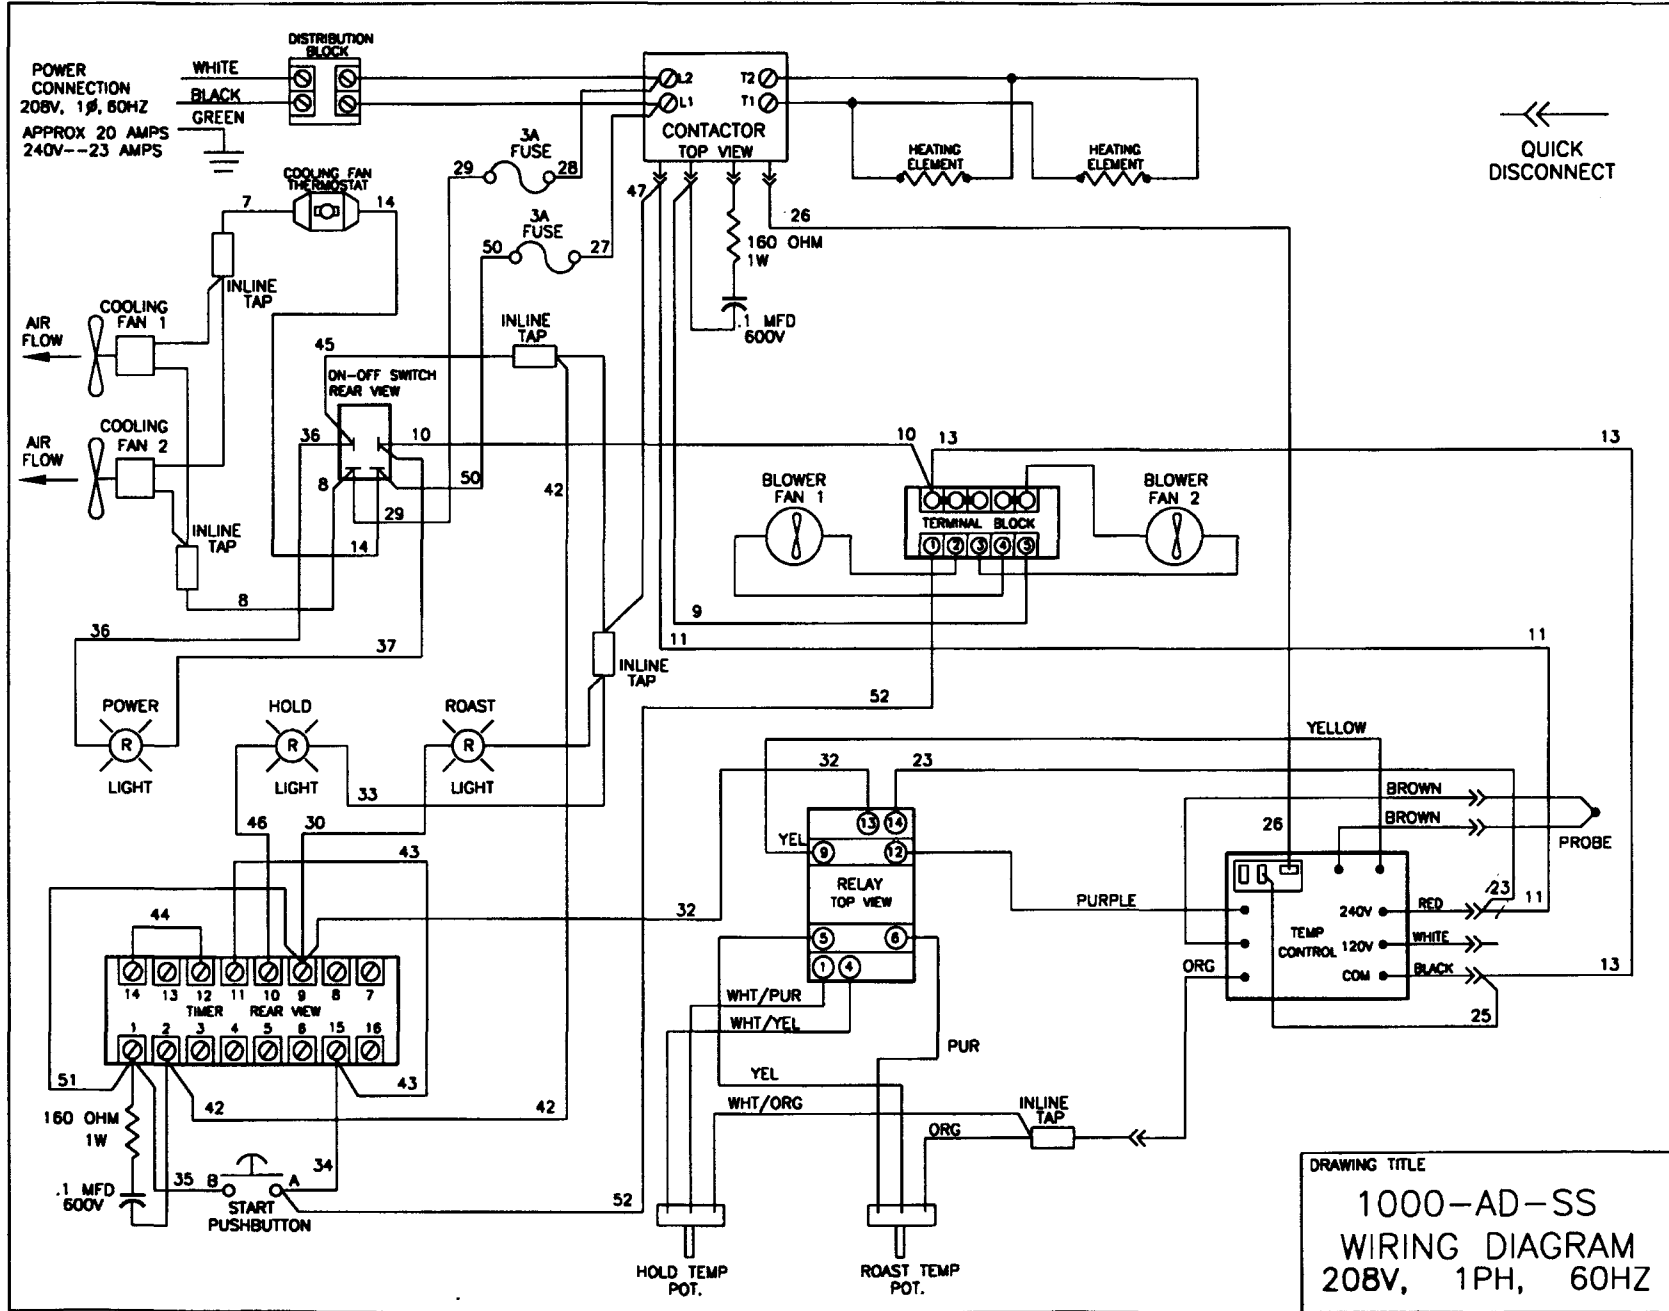 DISTRIBUTION
BLOCK
POWER
CONNECTION
208V, 1Ø, 60HZ
APPROX 20 AMPS
240V--23 AMPS
WHITE
BLACK
GREEN
L2
L1
T2
T1
CONTACTOR
TOP VIEW
HEATING
ELEMENT
HEATING
ELEMENT
QUICK
DISCONNECT
3A
FUSE
29
28
3A
FUSE
50
27
47
26
160 OHM
1W
.1 MFD
600V
COOLING FAN
THERMOSTAT
7
14
INLINE
TAP
COOLING
FAN 1
AIR
FLOW
COOLING
FAN 2
AIR
FLOW
INLINE
TAP
8
INLINE
TAP
45
ON-OFF SWITCH
REAR VIEW
36
10
8
50
29
14
42
10
13
13
BLOWER
FAN 1
BLOWER
FAN 2
TERMINAL BLOCK
1 2 3 4 5
9
11
11
36
37
INLINE
TAP
52
POWER
R
LIGHT
HOLD
R
LIGHT
ROAST
R
LIGHT
33
46
30
43
32
23
YELLOW
BROWN
BROWN
PROBE
26
13 14
YEL
9 12
RELAY
TOP VIEW
5 6
1 4
PURPLE
32
ORG
TEMP
CONTROL
240V
120V
COM
RED
WHITE
BLACK
23
11
13
25
44
51
14 13 12 11 10 9 8 7
TIMER REAR VIEW
1 2 3 4 5 6 15 16
43
42
42
160 OHM
1W
.1 MFD
600V
35
B
A
34
START
PUSHBUTTON
52
WHT/PUR
WHT/YEL
PUR
YEL
WHT/ORG
ORG
INLINE
TAP
HOLD TEMP
POT.
ROAST TEMP
POT.
DRAWING TITLE
1000-AD-SS
WIRING DIAGRAM
208V, 1PH, 60HZ